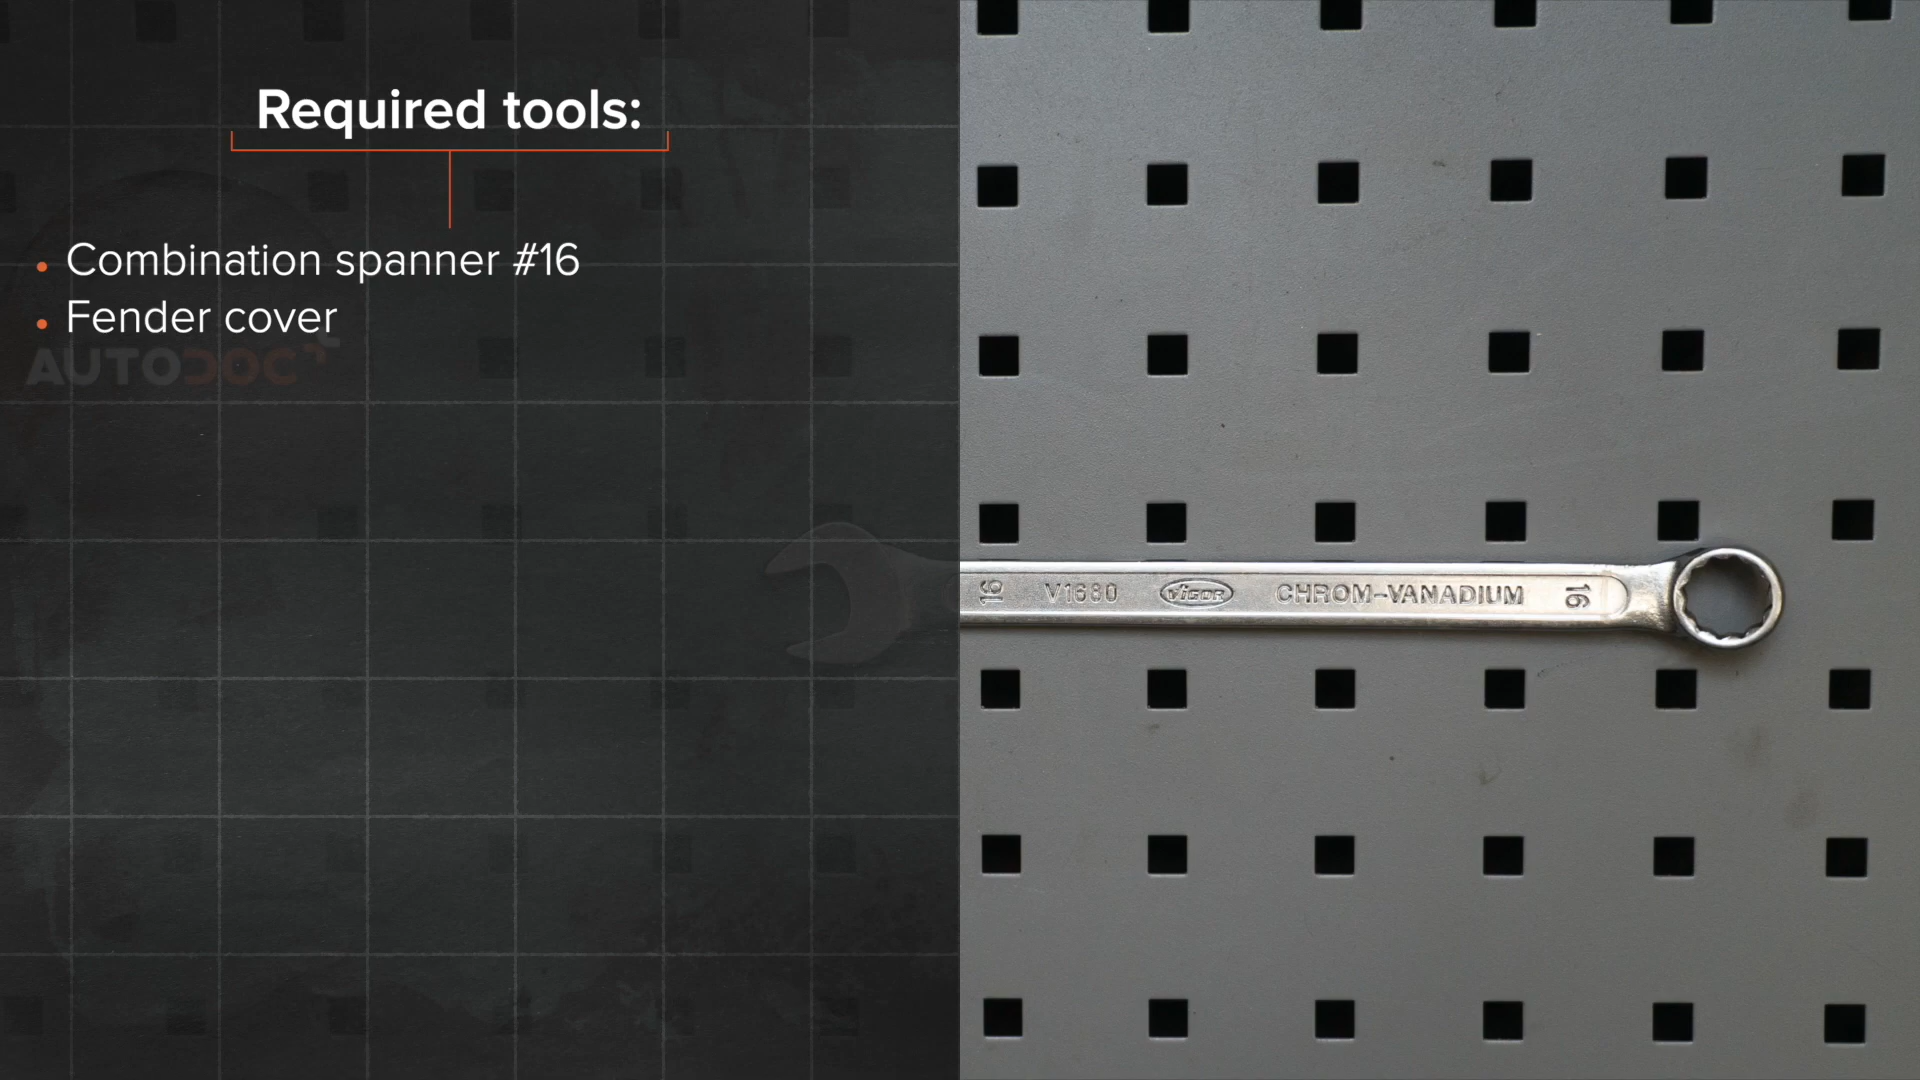 Required tools:
• Combination spanner #16
• Fender cover
AUTODOC
16 V1680 VIGOR CHROM-VANADIUM 16